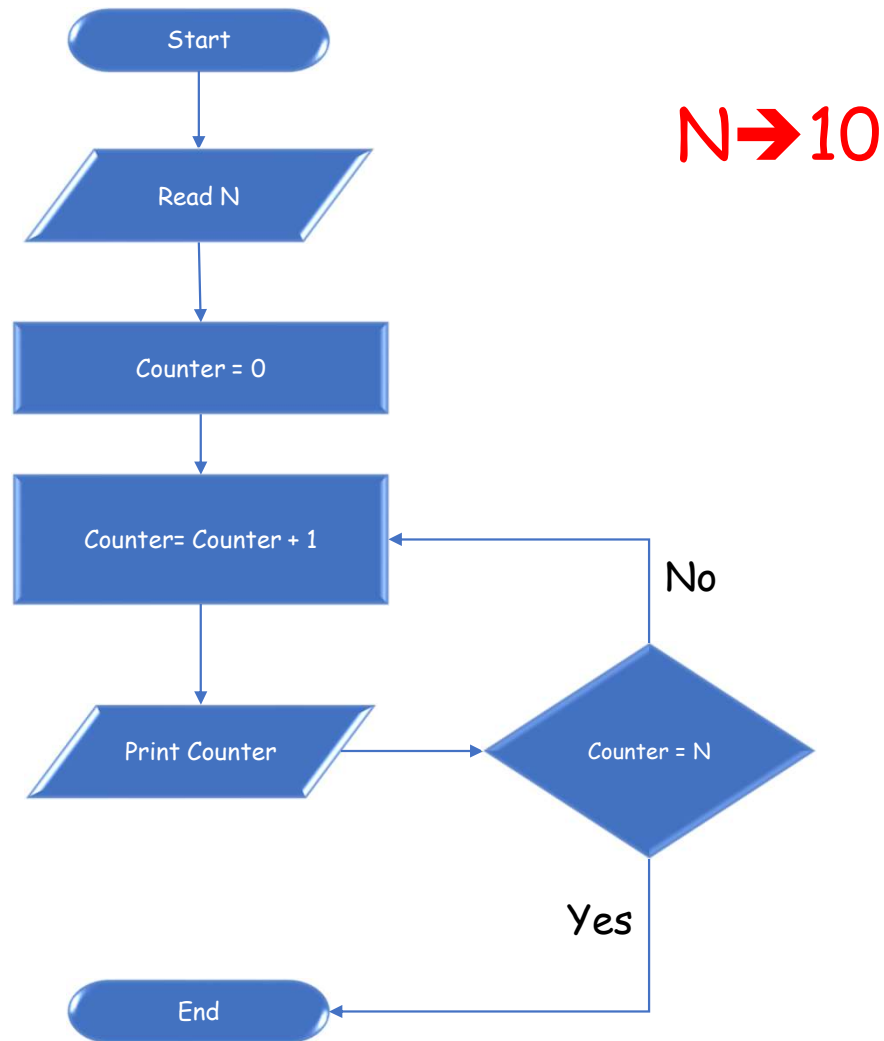 Start
N➔10
Read N
Counter = 0
Counter= Counter + 1
No
Print Counter
Counter = N
Yes
End